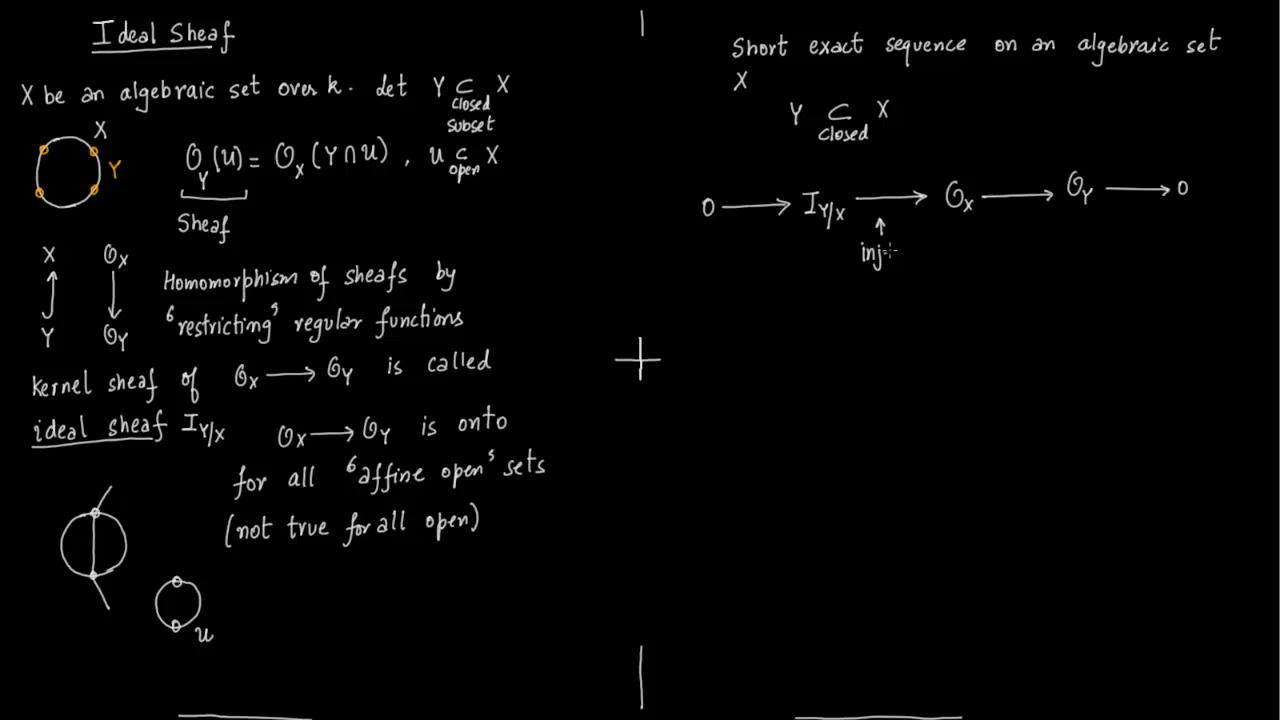 Ideal Sheaf
X be an algebraic set over k. Let Y ⊂ X
closed
subset
X
Y
O_Y(U) = O_X(Y∩U), U ⊂ X
open
Sheaf
X O_X
Y O_Y
Homomorphism of sheafs by
'restricting' regular functions
Kernel sheaf of O_X → O_Y is called
ideal sheaf I_Y/X O_X → O_Y is onto
for all 'affine open' sets
(not true for all open)
U
Short exact sequence on an algebraic set
X
Y ⊂ X
closed
0 → I_Y/X → O_X → O_Y → 0
inj